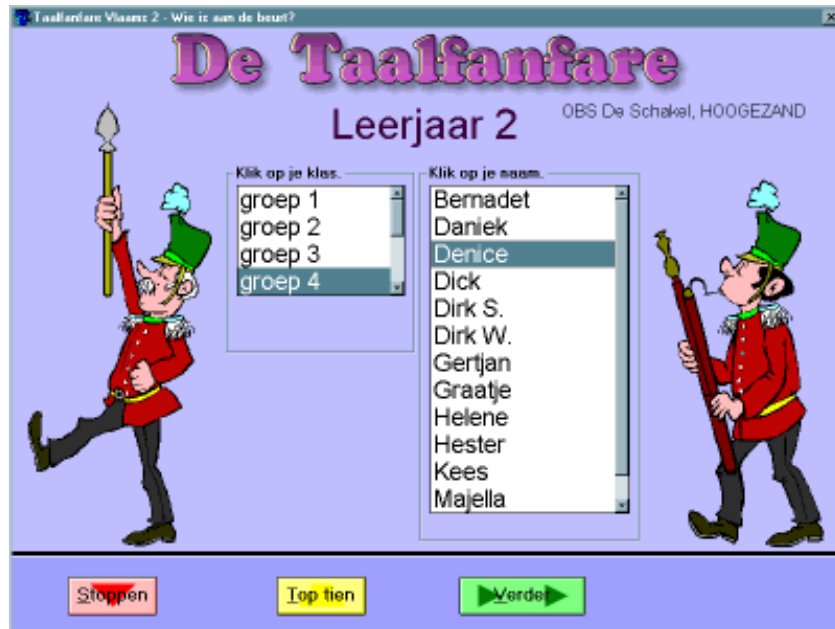 Taalfanfare Vlaams 2 - Wie is aan de beurt?
De Taalfanfare
Leerjaar 2
OBS De Schakel, HOOGEZAND
Klik op je klas.
groep 1
groep 2
groep 3
groep 4
Klik op je naam.
Bernadet
Daniek
Denice
Dick
Dirk S.
Dirk W.
Gertjan
Graatje
Helene
Hester
Kees
Majella
Stoppen
Top tien
Verder